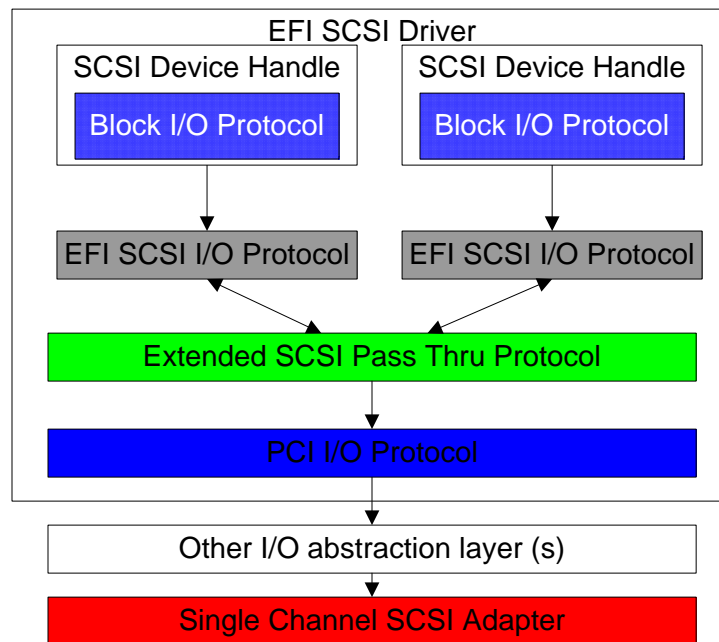 EFI SCSI Driver
SCSI Device Handle
Block I/O Protocol
SCSI Device Handle
Block I/O Protocol
EFI SCSI I/O Protocol
EFI SCSI I/O Protocol
Extended SCSI Pass Thru Protocol
PCI I/O Protocol
Other I/O abstraction layer (s)
Single Channel SCSI Adapter